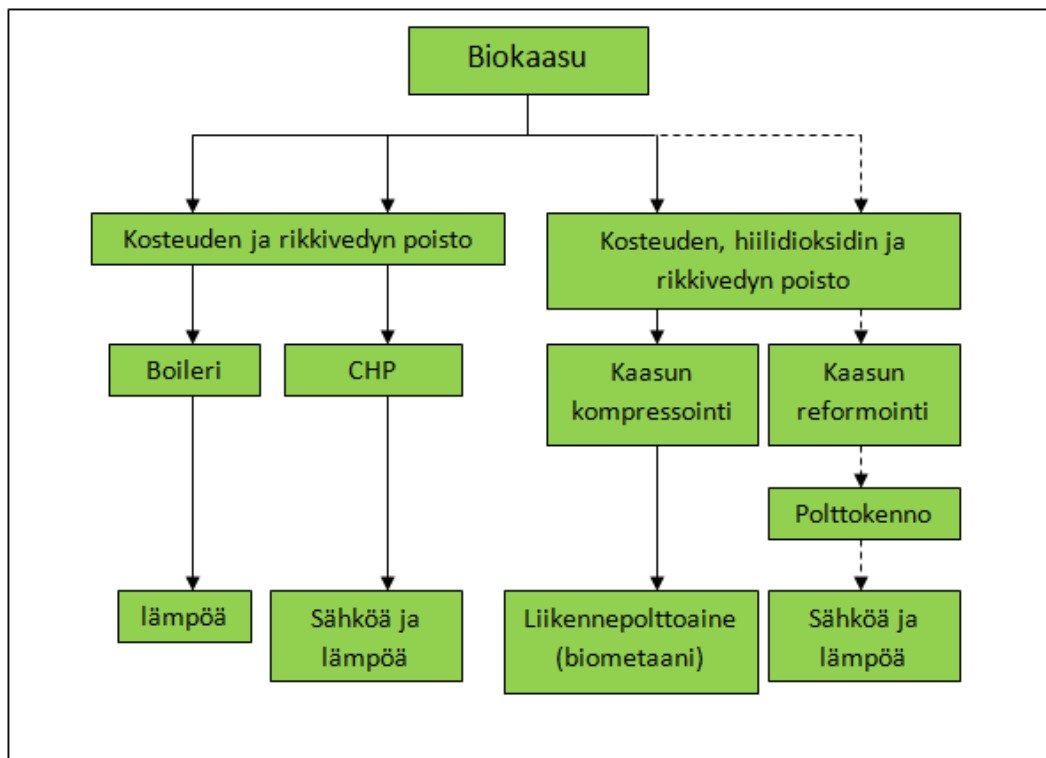 Biokaasu
Kosteuden ja rikkivedyn poisto
Kosteuden, hiilidioksidin ja
rikkivedyn poisto
Boileri
CHP
Kaasun
kompressointi
Kaasun
reformointi
Polttokenno
lämpöä
Sähköä ja
lämpöä
Liikennepolttoaine
(biometaani)
Sähköä ja
lämpöä